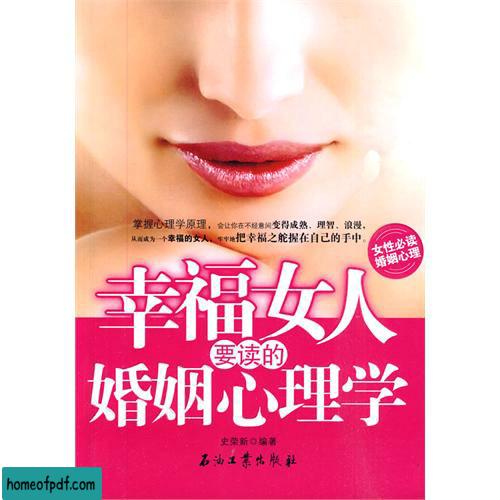 掌握心理学原理，会让你在不经意间变得成熟、理智、浪漫，
从而成为一个幸福的女人，牢牢地把幸福之舵握在自己的手中。
女性必读
婚姻心理
幸福女人
要读的
婚姻心理学
史荣新◎编著
石油工业出版社
homeofpdf.com
homeofpdf.com